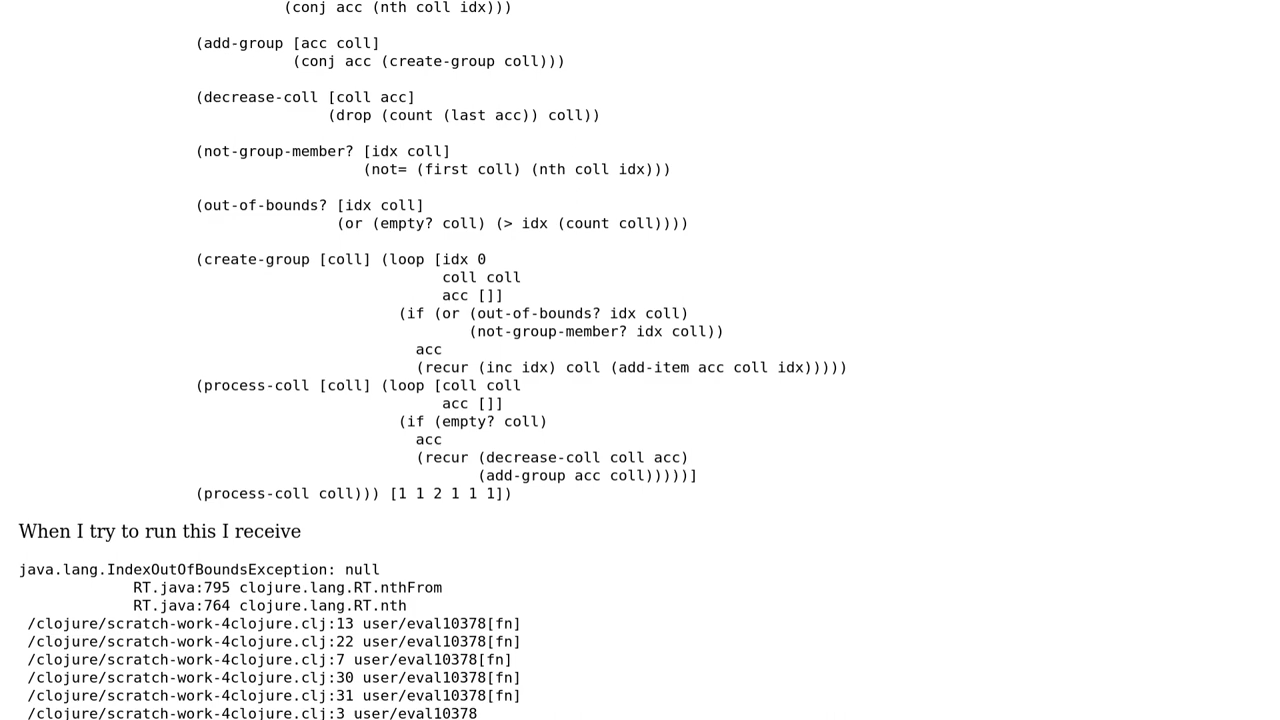 (conj acc (nth coll idx)))
(add-group [acc coll]
(conj acc (create-group coll)))
(decrease-coll [coll acc]
(drop (count (last acc)) coll))
(not-group-member? [idx coll]
(not= (first coll) (nth coll idx)))
(out-of-bounds? [idx coll]
(or (empty? coll) (> idx (count coll))))
(create-group [coll] (loop [idx 0
coll coll
acc []]
(if (or (out-of-bounds? idx coll)
(not-group-member? idx coll))
acc
(recur (inc idx) coll (add-item acc coll idx)))))
(process-coll [coll] (loop [coll coll
acc []]
(if (empty? coll)
acc
(recur (decrease-coll coll acc)
(add-group acc coll)))))]
(process-coll coll))) [1 1 2 1 1 1])
When I try to run this I receive
java.lang.IndexOutOfBoundsException: null
RT.java:795 clojure.lang.RT.nthFrom
RT.java:764 clojure.lang.RT.nth
/clojure/scratch-work-4clojure.clj:13 user/eval10378[fn]
/clojure/scratch-work-4clojure.clj:22 user/eval10378[fn]
/clojure/scratch-work-4clojure.clj:7 user/eval10378[fn]
/clojure/scratch-work-4clojure.clj:30 user/eval10378[fn]
/clojure/scratch-work-4clojure.clj:31 user/eval10378[fn]
/clojure/scratch-work-4clojure.clj:3 user/eval10378